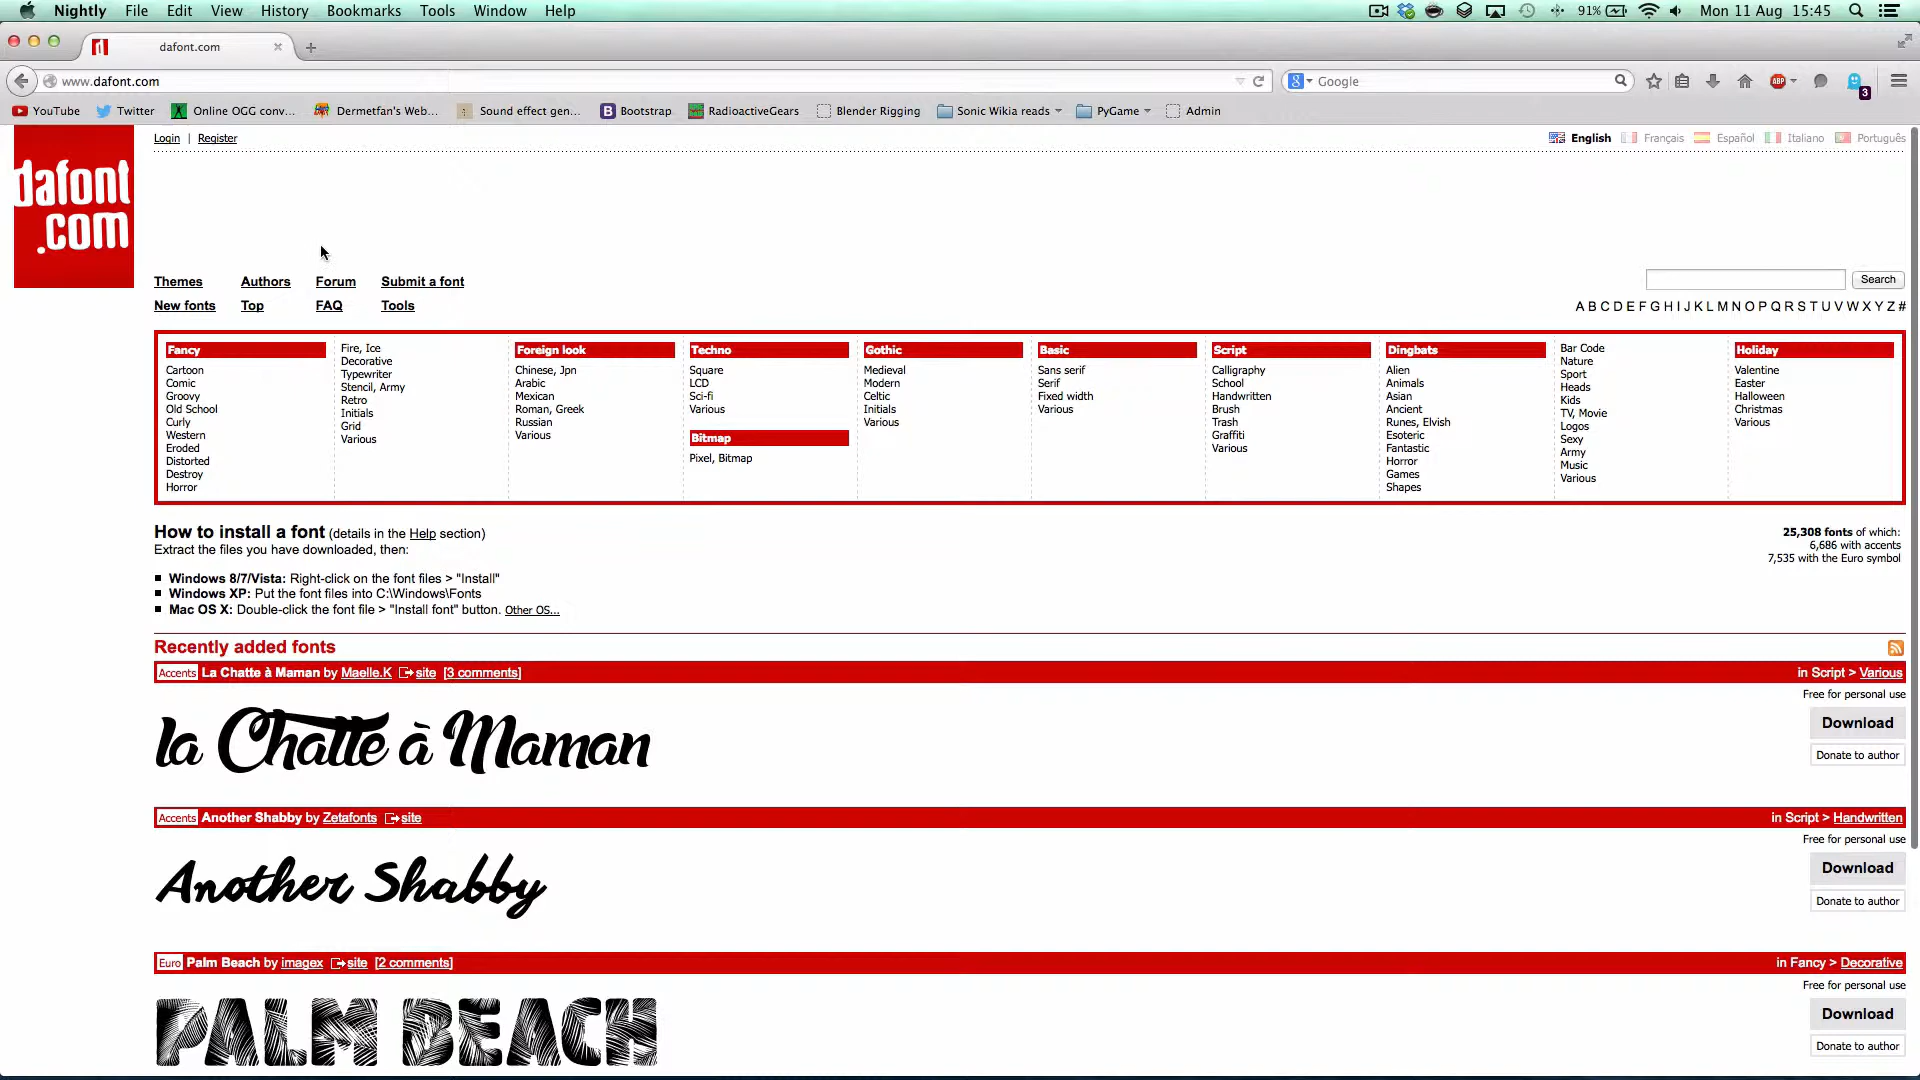 Nightly File Edit View History Bookmarks Tools Window Help 91% Mon 11 Aug 15:45
dafont.com
www.dafont.com Google ABP 3
YouTube Twitter Online OGG conv... Dermetfan's Web... Sound effect gen... Bootstrap RadioactiveGears Blender Rigging Sonic Wikia reads PyGame Admin
Login | Register English Français Español Italiano Português
dafont
.com
Themes Authors Forum Submit a font Search
New fonts Top FAQ Tools A B C D E F G H I J K L M N O P Q R S T U V W X Y Z #
Fancy
Cartoon
Comic
Groovy
Old School
Curly
Western
Eroded
Distorted
Destroy
Horror
Fire, Ice
Decorative
Typewriter
Stencil, Army
Retro
Initials
Grid
Various
Foreign look
Chinese, Jpn
Arabic
Mexican
Roman, Greek
Russian
Various
Techno
Square
LCD
Sci-fi
Various
Bitmap
Pixel, Bitmap
Gothic
Medieval
Modern
Celtic
Initials
Various
Basic
Sans serif
Serif
Fixed width
Various
Script
Calligraphy
School
Handwritten
Brush
Trash
Graffiti
Various
Dingbats
Alien
Animals
Asian
Ancient
Runes, Elvish
Esoteric
Fantastic
Horror
Games
Shapes
Bar Code
Nature
Sport
Heads
Kids
TV, Movie
Logos
Sexy
Army
Music
Various
Holiday
Valentine
Easter
Halloween
Christmas
Various
How to install a font (details in the Help section)
Extract the files you have downloaded, then:
Windows 8/7/Vista: Right-click on the font files > "Install"
Windows XP: Put the font files into C:\Windows\Fonts
Mac OS X: Double-click the font file > "Install font" button. Other OS...
25,308 fonts of which:
6,686 with accents
7,535 with the Euro symbol
Recently added fonts
Accents La Chatte à Maman by Maelle.K site [3 comments] in Script > Various
Free for personal use
la Chatte à Maman
Download
Donate to author
Accents Another Shabby by Zetafonts site in Script > Handwritten
Free for personal use
Another Shabby
Download
Donate to author
Euro Palm Beach by imagex site [2 comments] in Fancy > Decorative
Free for personal use
PALM BEACH
Download
Donate to author